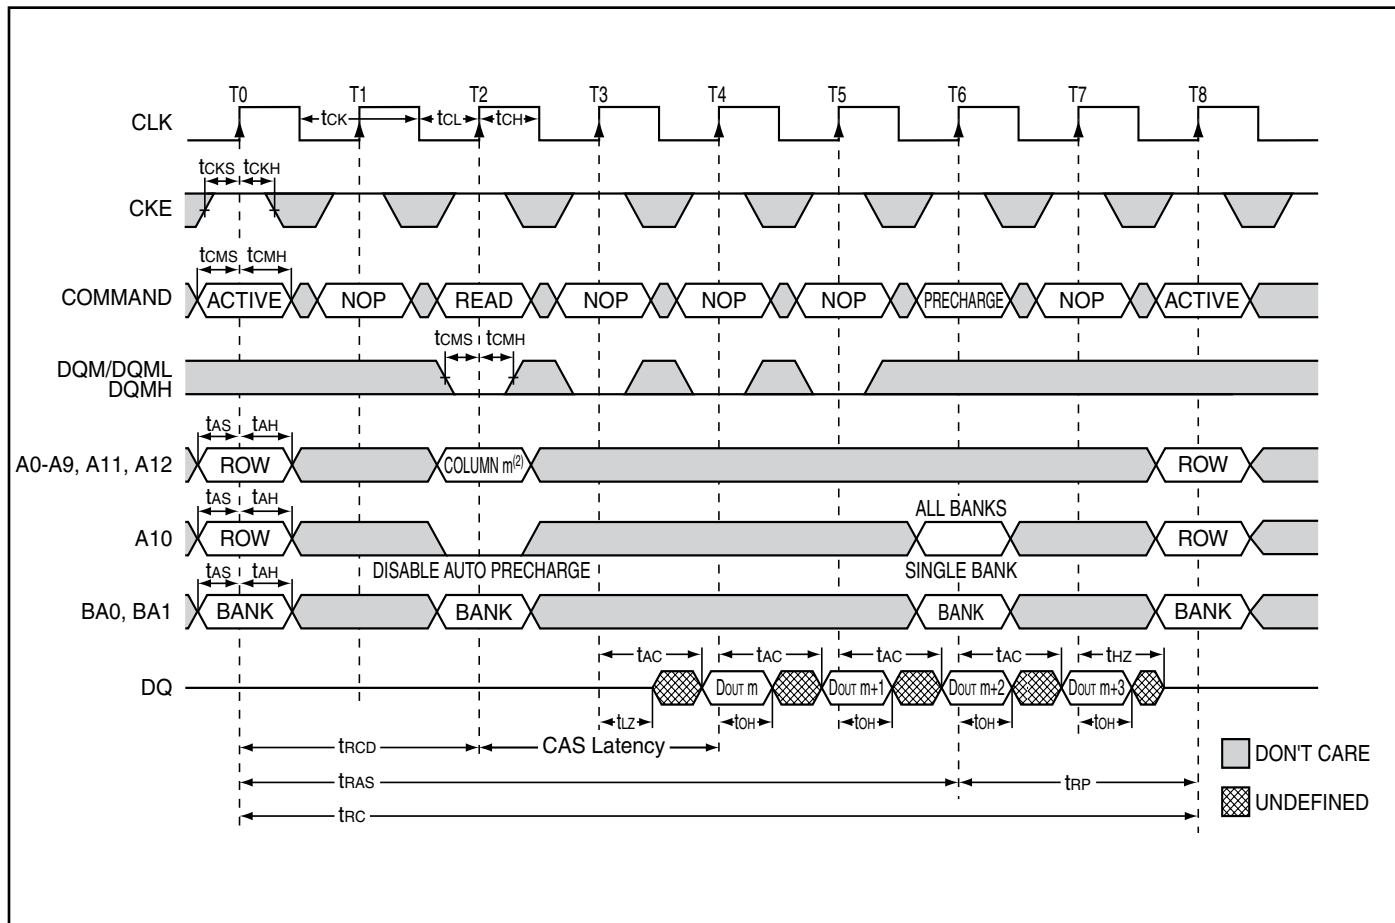 T0 T1 T2 T3 T4 T5 T6 T7 T8
CLK tCK tCL tCH
tCKS tCKH
CKE
tCMS tCMH
COMMAND ACTIVE NOP READ NOP NOP NOP PRECHARGE NOP ACTIVE
tCMS tCMH
DQM/DQML
DQMH
tAS tAH
A0-A9, A11, A12 ROW COLUMN m(2) ROW
tAS tAH ALL BANKS
A10 ROW ROW
DISABLE AUTO PRECHARGE SINGLE BANK
tAS tAH
BA0, BA1 BANK BANK BANK BANK
tAC tAC tAC tAC tHZ
DQ DOUT m DOUT m+1 DOUT m+2 DOUT m+3
tLZ tOH tOH tOH tOH
tRCD CAS Latency
DON'T CARE
tRAS tRP
UNDEFINED
tRC